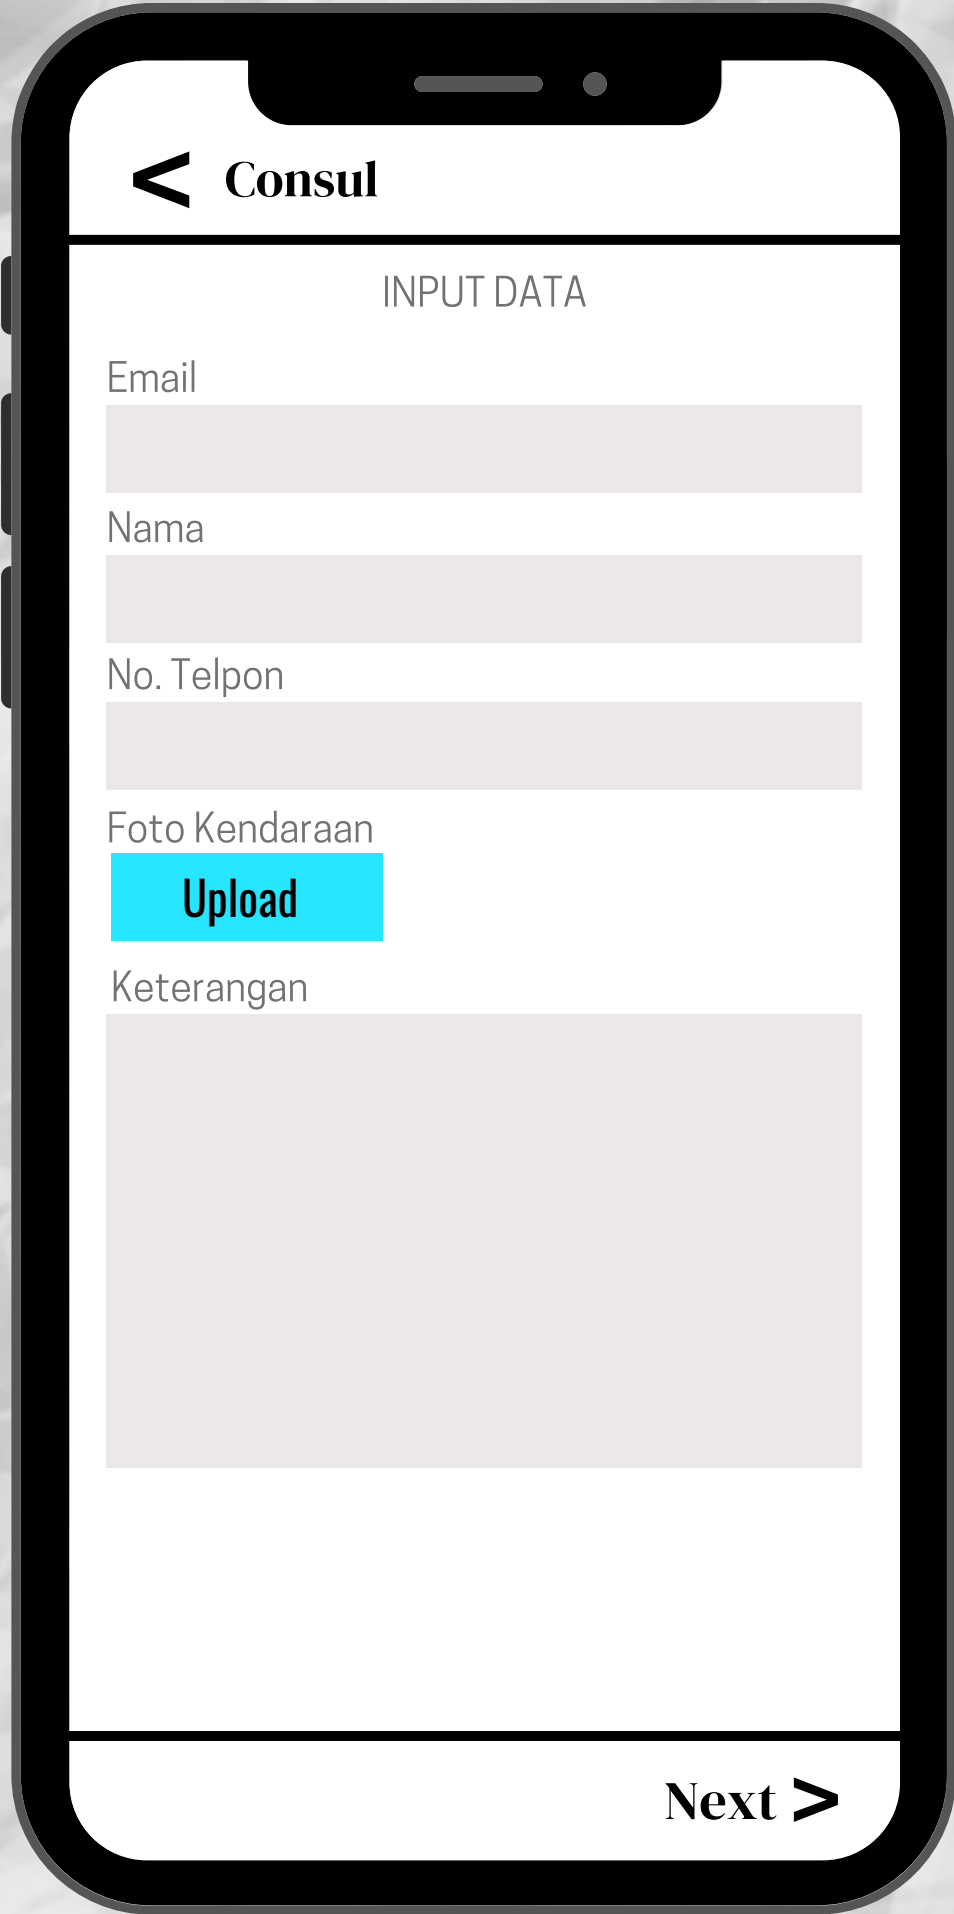 < Consul
INPUT DATA
Email
Nama
No. Telpon
Foto Kendaraan
Upload
Keterangan
Next >